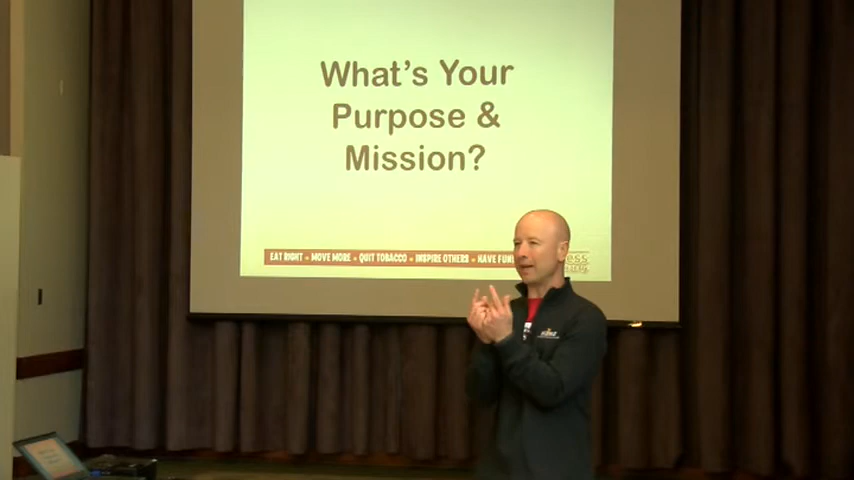 What's Your
Purpose &
Mission?
EAT RIGHT - MOVE MORE - QUIT TOBACCO - INSPIRE OTHERS - HAVE FUN